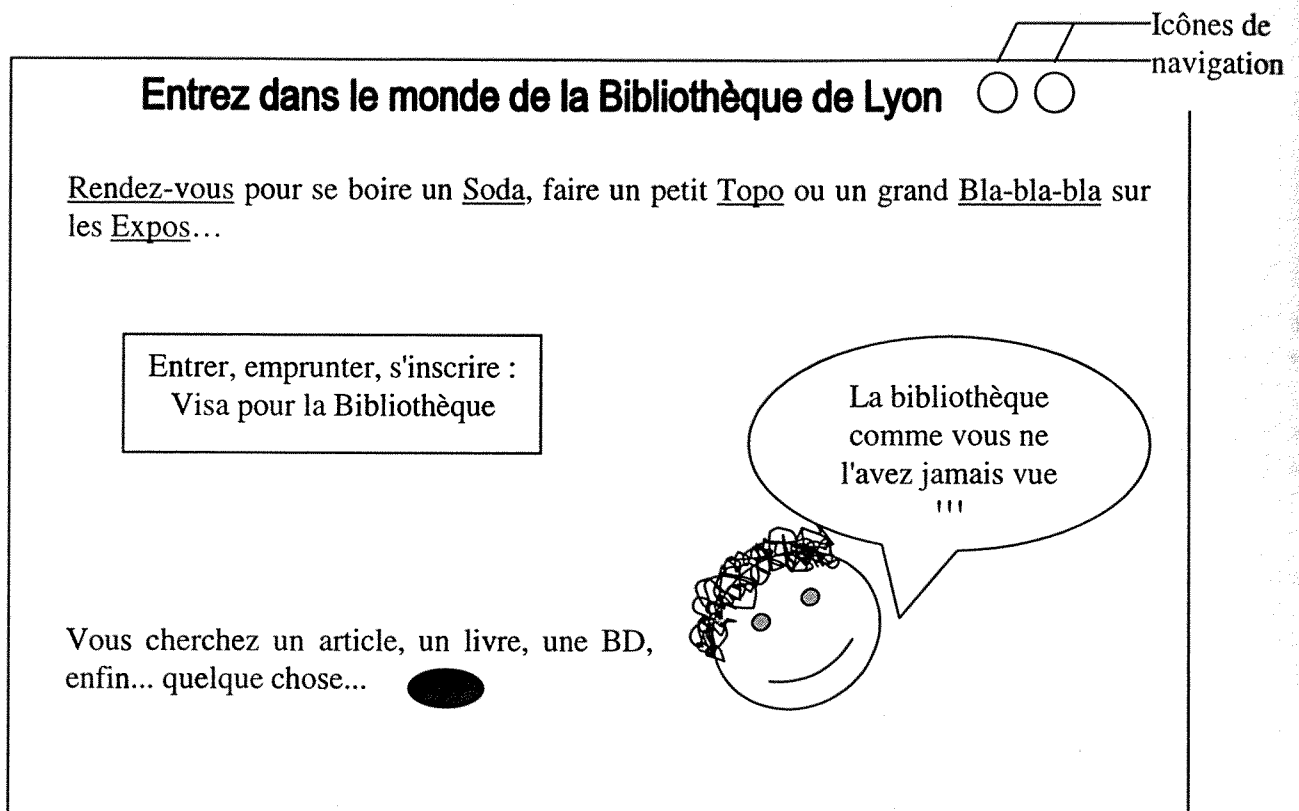 Icônes de
navigation
Entrez dans le monde de la Bibliothèque de Lyon
Rendez-vous pour se boire un Soda, faire un petit Topo ou un grand Bla-bla-bla sur
les Expos...
Entrer, emprunter, s'inscrire :
Visa pour la Bibliothèque
La bibliothèque
comme vous ne
l'avez jamais vue
'''
Vous cherchez un article, un livre, une BD,
enfin... quelque chose...